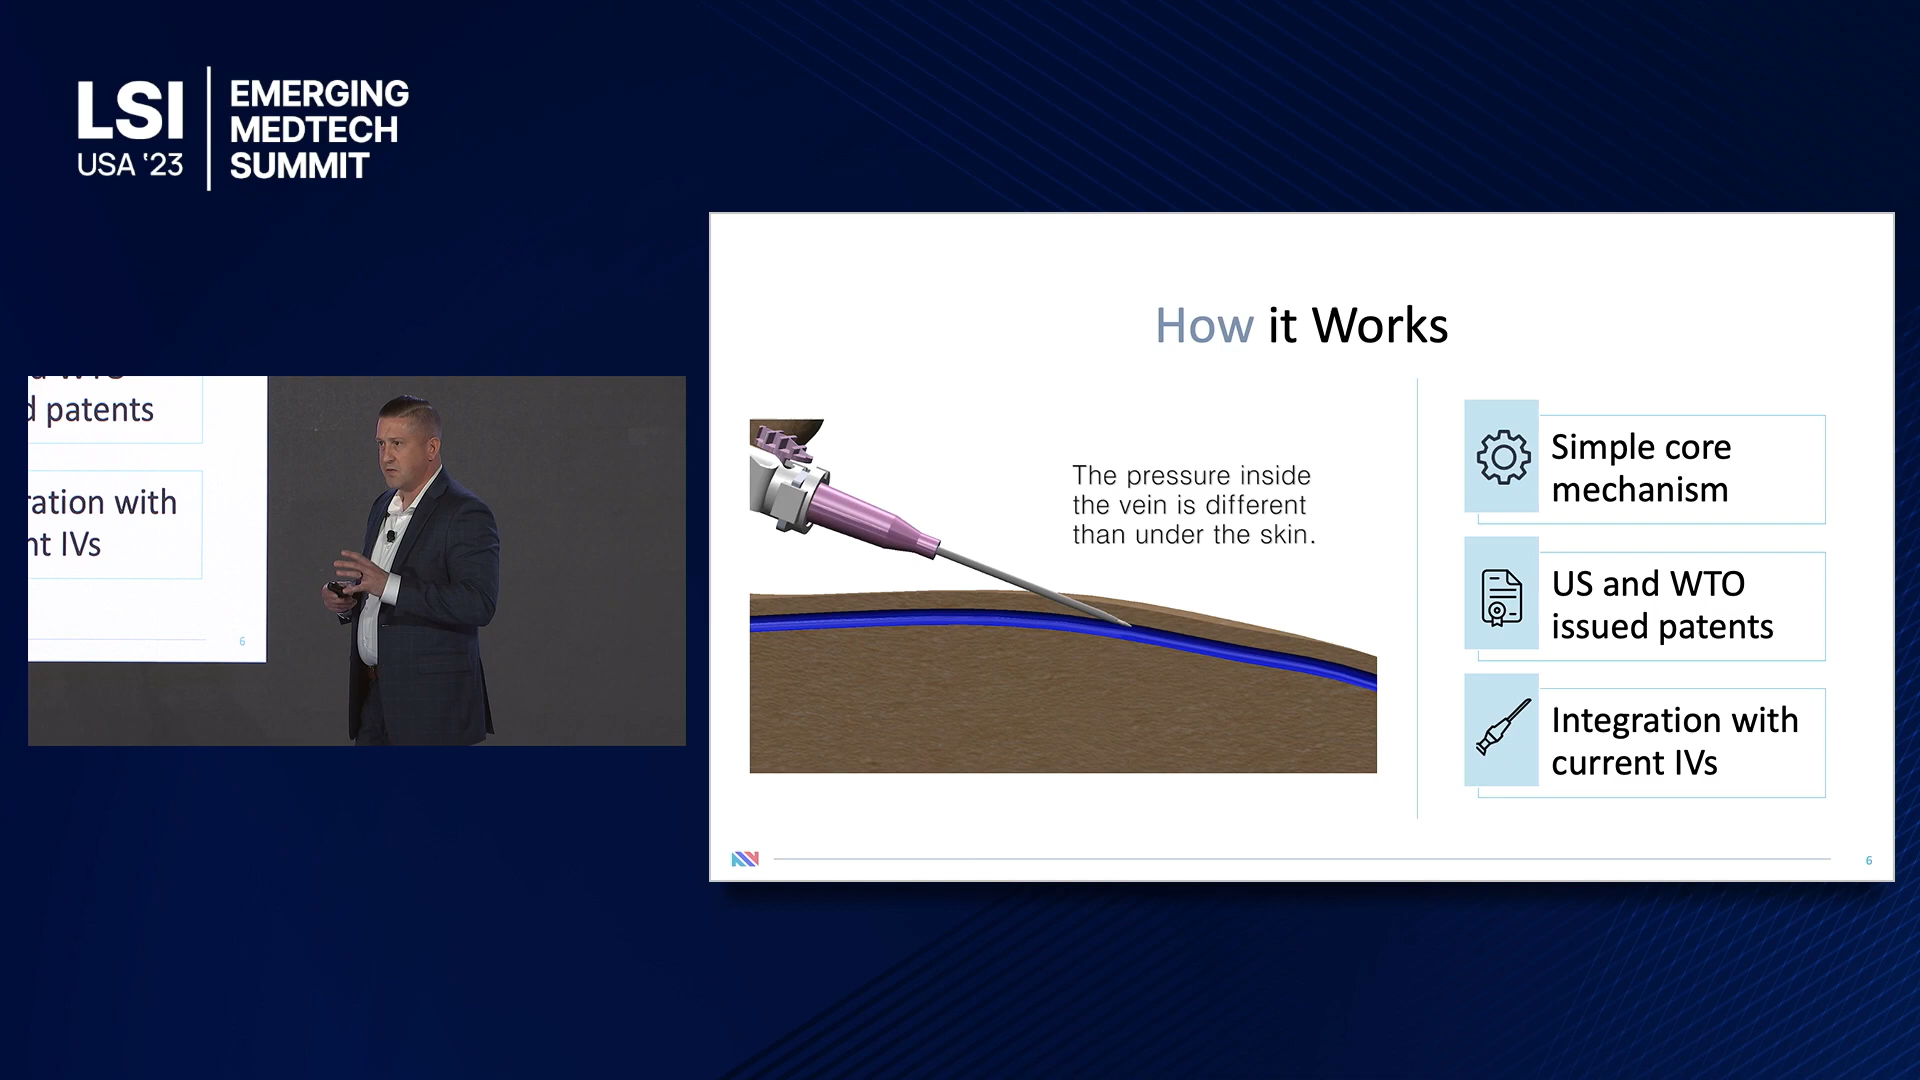 LSI
USA '23
EMERGING
MEDTECH
SUMMIT
d patents
ration with
nt IVs
6
How it Works
The pressure inside
the vein is different
than under the skin.
Simple core
mechanism
US and WTO
issued patents
Integration with
current IVs
6